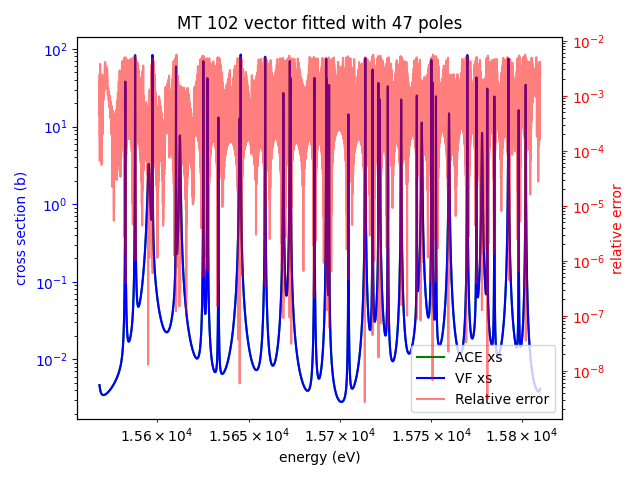 MT 102 vector fitted with 47 poles
10²
10¹
10⁰
10⁻¹
10⁻²
cross section (b)
10⁻²
10⁻³
10⁻⁴
10⁻⁵
10⁻⁶
10⁻⁷
10⁻⁸
relative error
ACE xs
VF xs
Relative error
1.56×10⁴ 1.565×10⁴ 1.57×10⁴ 1.575×10⁴ 1.58×10⁴
energy (eV)